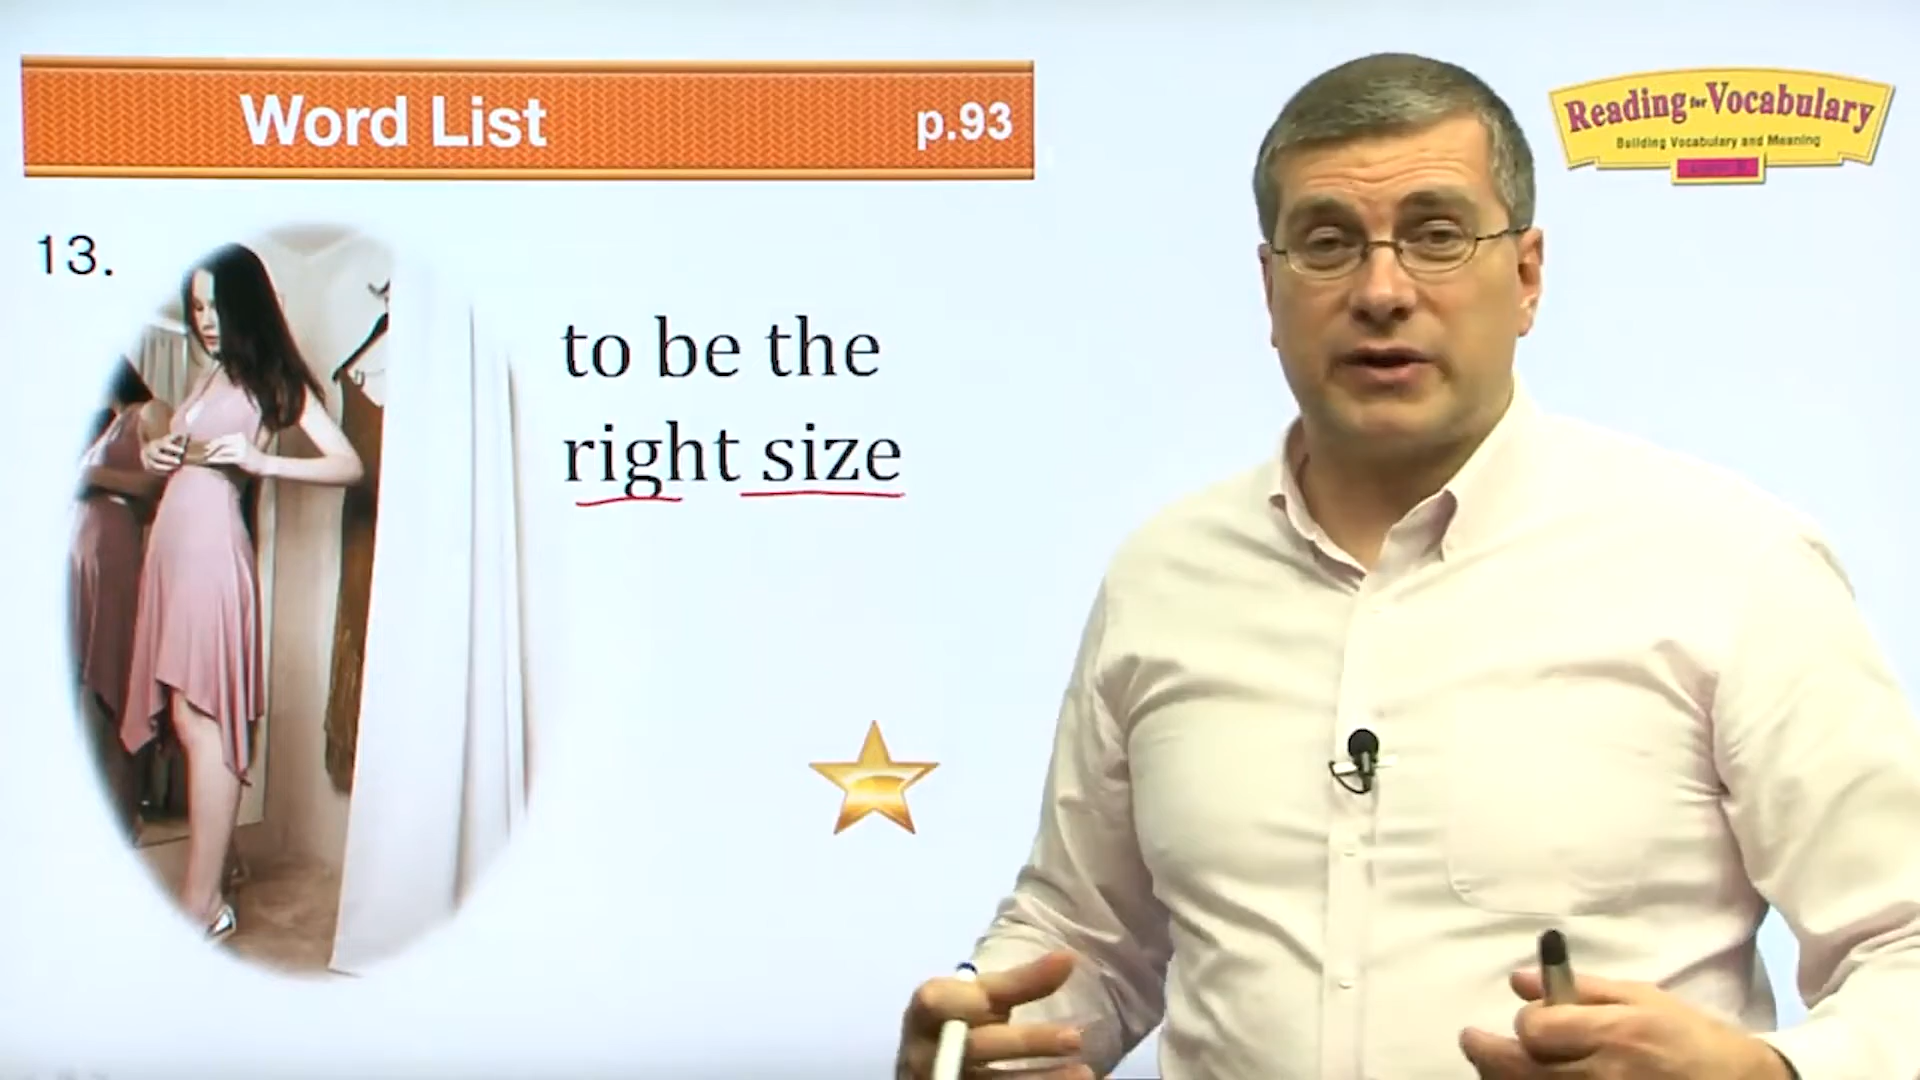 Word List
p.93
Reading for Vocabulary
Building Vocabulary and Meaning
13.
to be the
right size